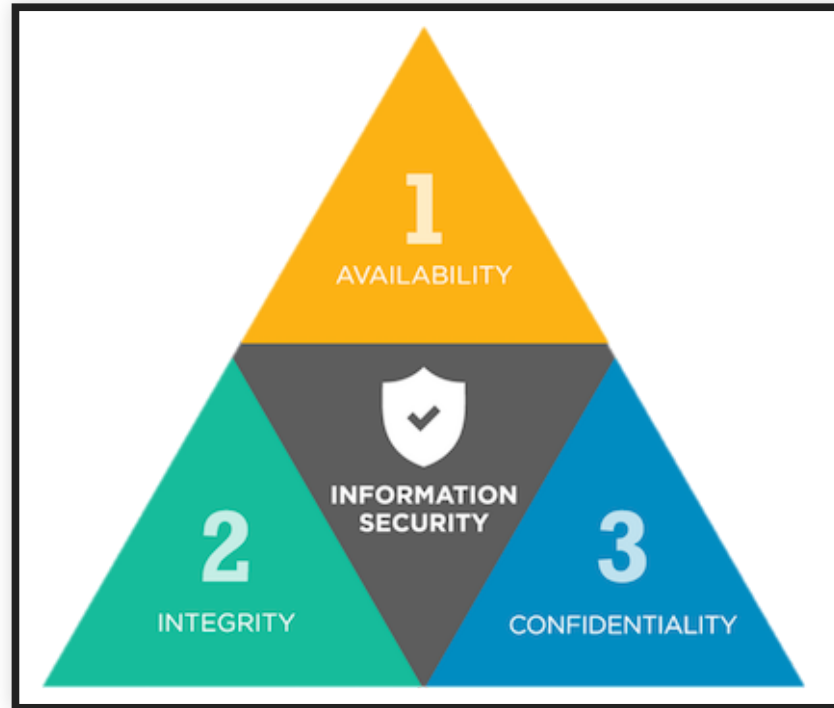 1
AVAILABILITY
INFORMATION
SECURITY
2
INTEGRITY
3
CONFIDENTIALITY